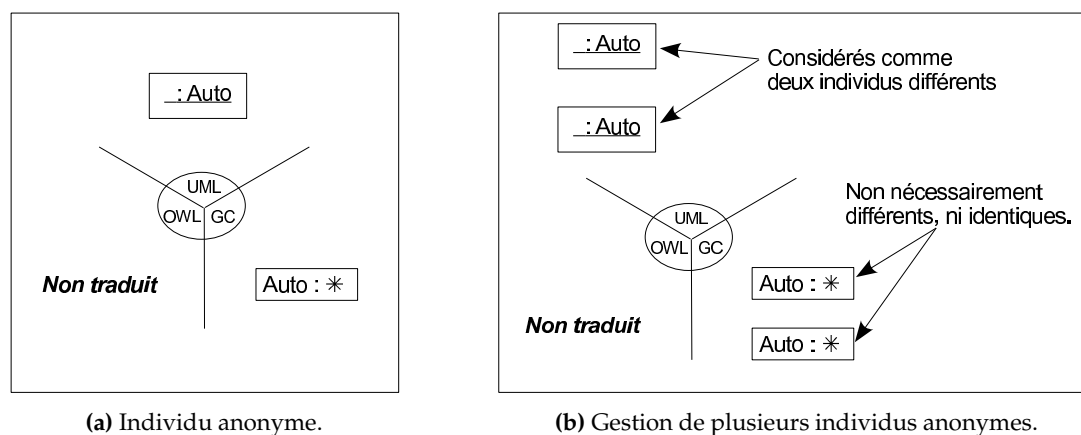 _ : Auto
UML
OWL GC
Non traduit
Auto : ✳
(a) Individu anonyme.
_ : Auto
Considérés comme
deux individus différents
_ : Auto
Non nécessairement
différents, ni identiques.
UML
OWL GC
Auto : ✳
Non traduit
Auto : ✳
(b) Gestion de plusieurs individus anonymes.